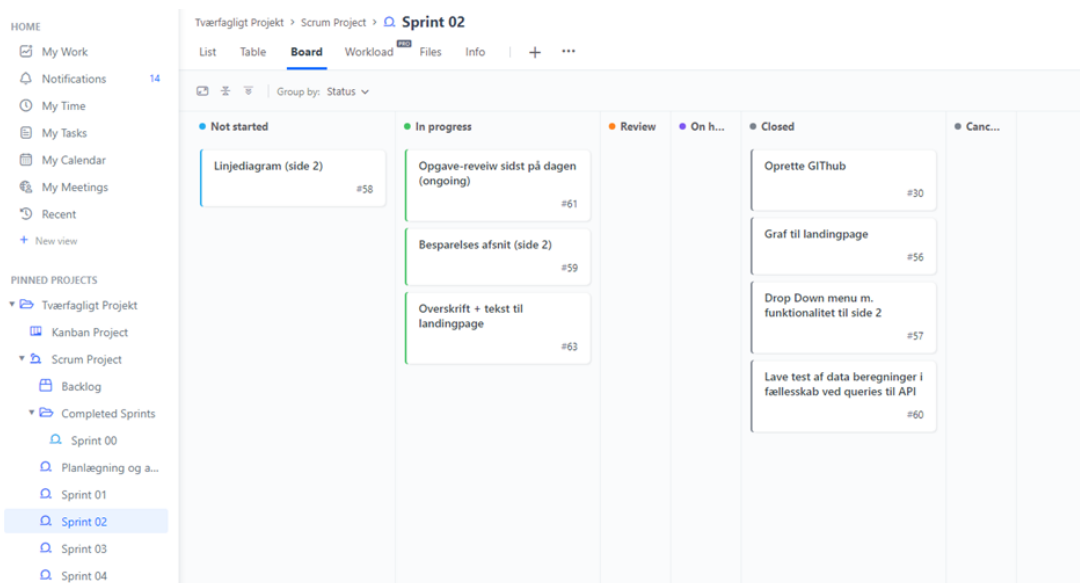 HOME
My Work
Notifications 14
My Time
My Tasks
My Calendar
My Meetings
Recent
+ New view
PINNED PROJECTS
Tværfagligt Projekt
Kanban Project
Scrum Project
Backlog
Completed Sprints
Sprint 00
Planlægning og a...
Sprint 01
Sprint 02
Sprint 03
Sprint 04
Tværfagligt Projekt > Scrum Project > Sprint 02
List Table Board Workload PRO Files Info + ...
Group by: Status
Not started
Linjediagram (side 2)
#58
In progress
Opgave-reveiw sidst på dagen
(ongoing)
#61
Besparelses afsnit (side 2)
#59
Overskrift + tekst til
landingpage
#63
Review
On h...
Closed
Oprette GIThub
#30
Graf til landingpage
#56
Drop Down menu m.
funktionalitet til side 2
#57
Lave test af data beregninger i
fællesskab ved queries til API
#60
Canc...